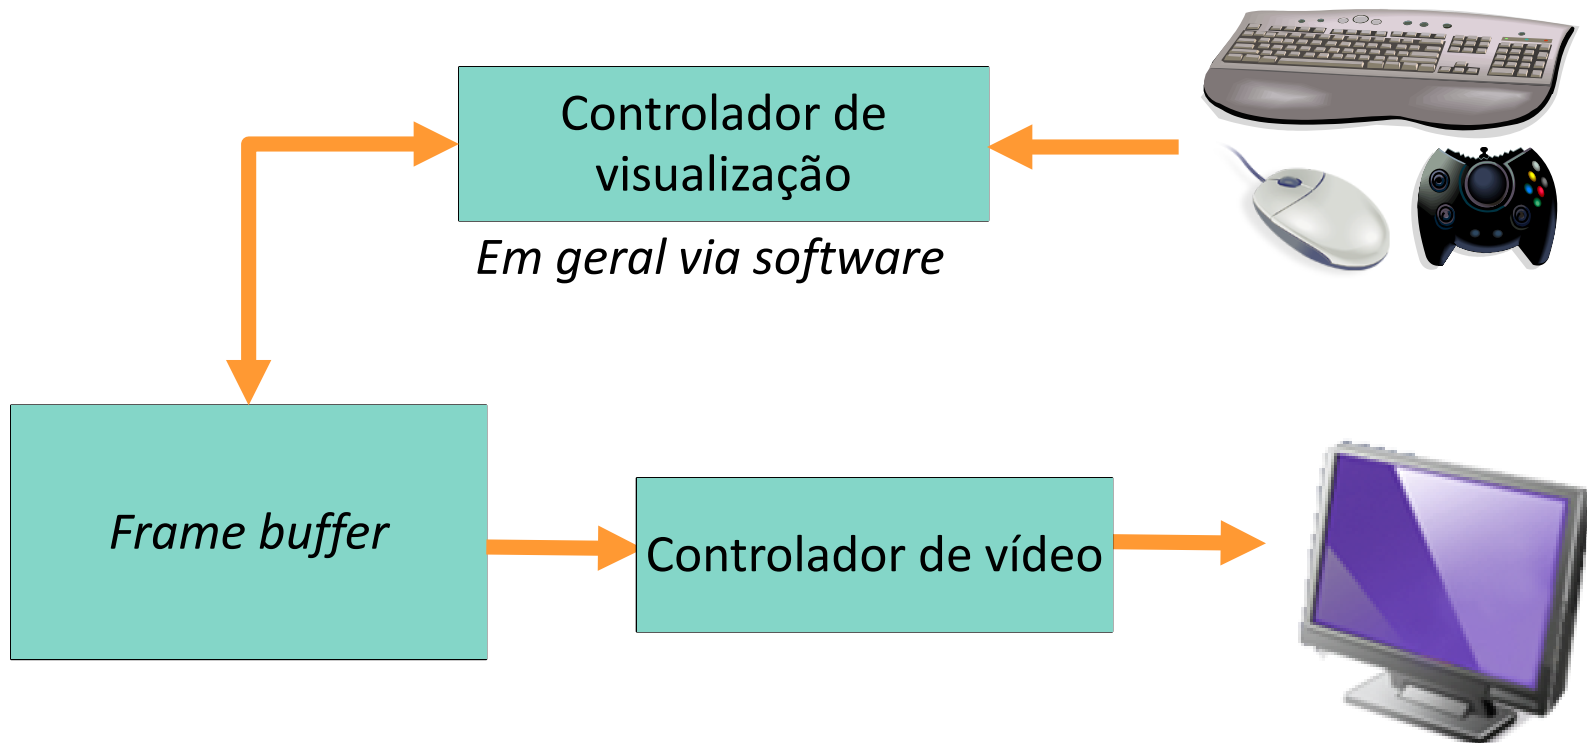 Controlador de
visualização
Em geral via software
Frame buffer
Controlador de vídeo